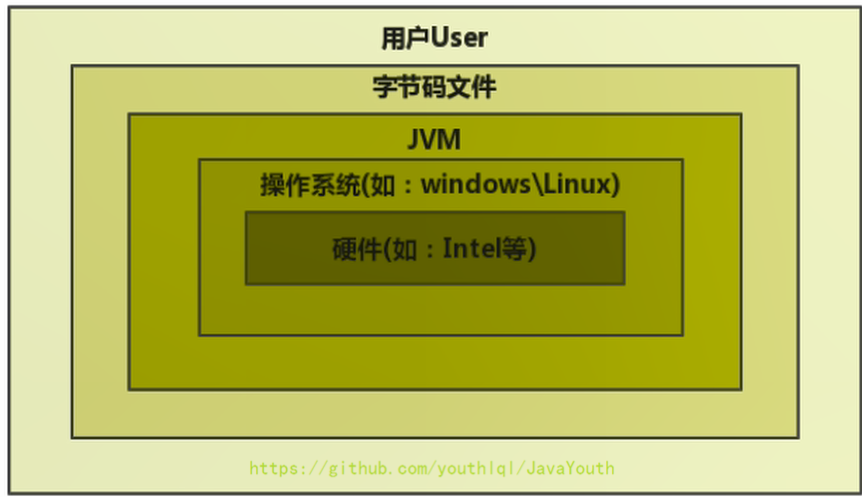 用户User
字节码文件
JVM
操作系统(如：windows\Linux)
硬件(如：Intel等)
https://github.com/youthlql/JavaYouth